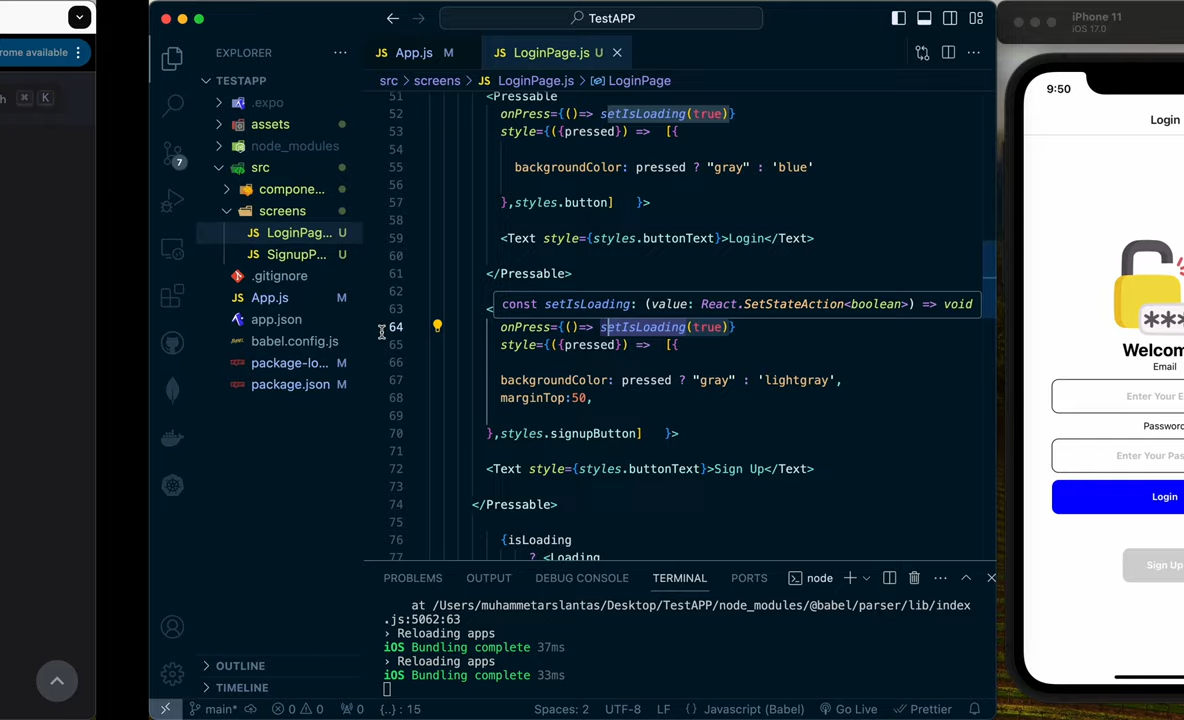 rome available
h ⌘ K
TestAPP
EXPLORER
TESTAPP
.expo
assets
node_modules
src
compone...
screens
JS LoginPag... U
JS SignupP... U
.gitignore
JS App.js M
JS app.json
JS babel.config.js
package-lo... M
package.json M
7
OUTLINE
TIMELINE
JS App.js M
JS LoginPage.js U
src > screens > JS LoginPage.js > LoginPage
51 <Pressable
52 onPress={()=> setIsLoading(true)}
53 style={({pressed}) => [{
54
55 backgroundColor: pressed ? "gray" : 'blue'
56
57 },styles.button] }>
58
59 <Text style={styles.buttonText}>Login</Text>
60
61 </Pressable>
62
const setIsLoading: (value: React.SetStateAction<boolean>) => void
63 <
64 onPress={()=> setIsLoading(true)}
65 style={({pressed}) => [{
66
67 backgroundColor: pressed ? "gray" : 'lightgray',
68 marginTop:50,
69
70 },styles.signupButton] }>
71
72 <Text style={styles.buttonText}>Sign Up</Text>
73
74 </Pressable>
75
76 {isLoading
77 ? <Loading
PROBLEMS OUTPUT DEBUG CONSOLE TERMINAL PORTS node
at /Users/muhammetarslantas/Desktop/TestAPP/node_modules/@babel/parser/lib/index
.js:5062:63
› Reloading apps
iOS Bundling complete 37ms
› Reloading apps
iOS Bundling complete 33ms
main* 0 0 0 {..} : 15 Spaces: 2 UTF-8 LF {} Javascript (Babel) Go Live Prettier
iPhone 11
iOS 17.0
9:50
Login
***
Welcom
Email
Enter Your E
Password
Enter Your Pas
Login
Sign Up